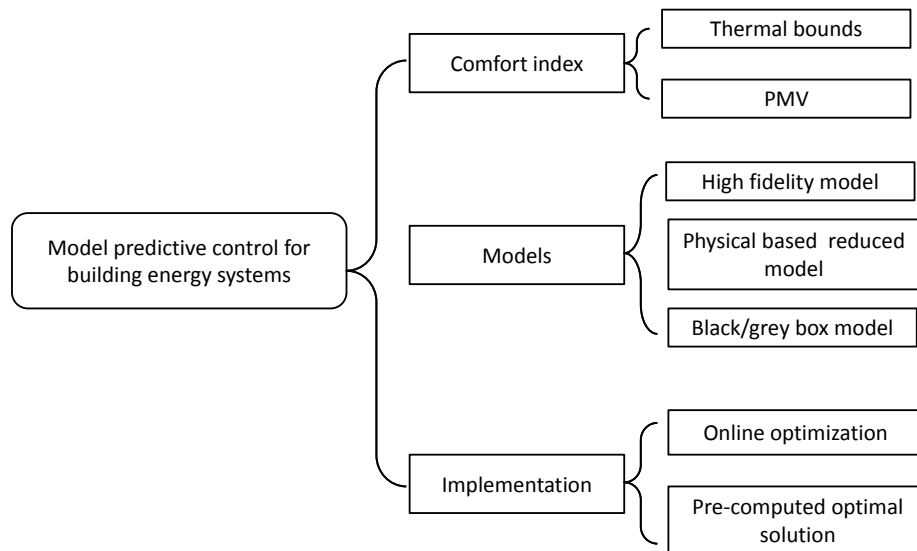 Model predictive control for
building energy systems
Comfort index
Thermal bounds
PMV
Models
High fidelity model
Physical based reduced
model
Black/grey box model
Implementation
Online optimization
Pre-computed optimal
solution